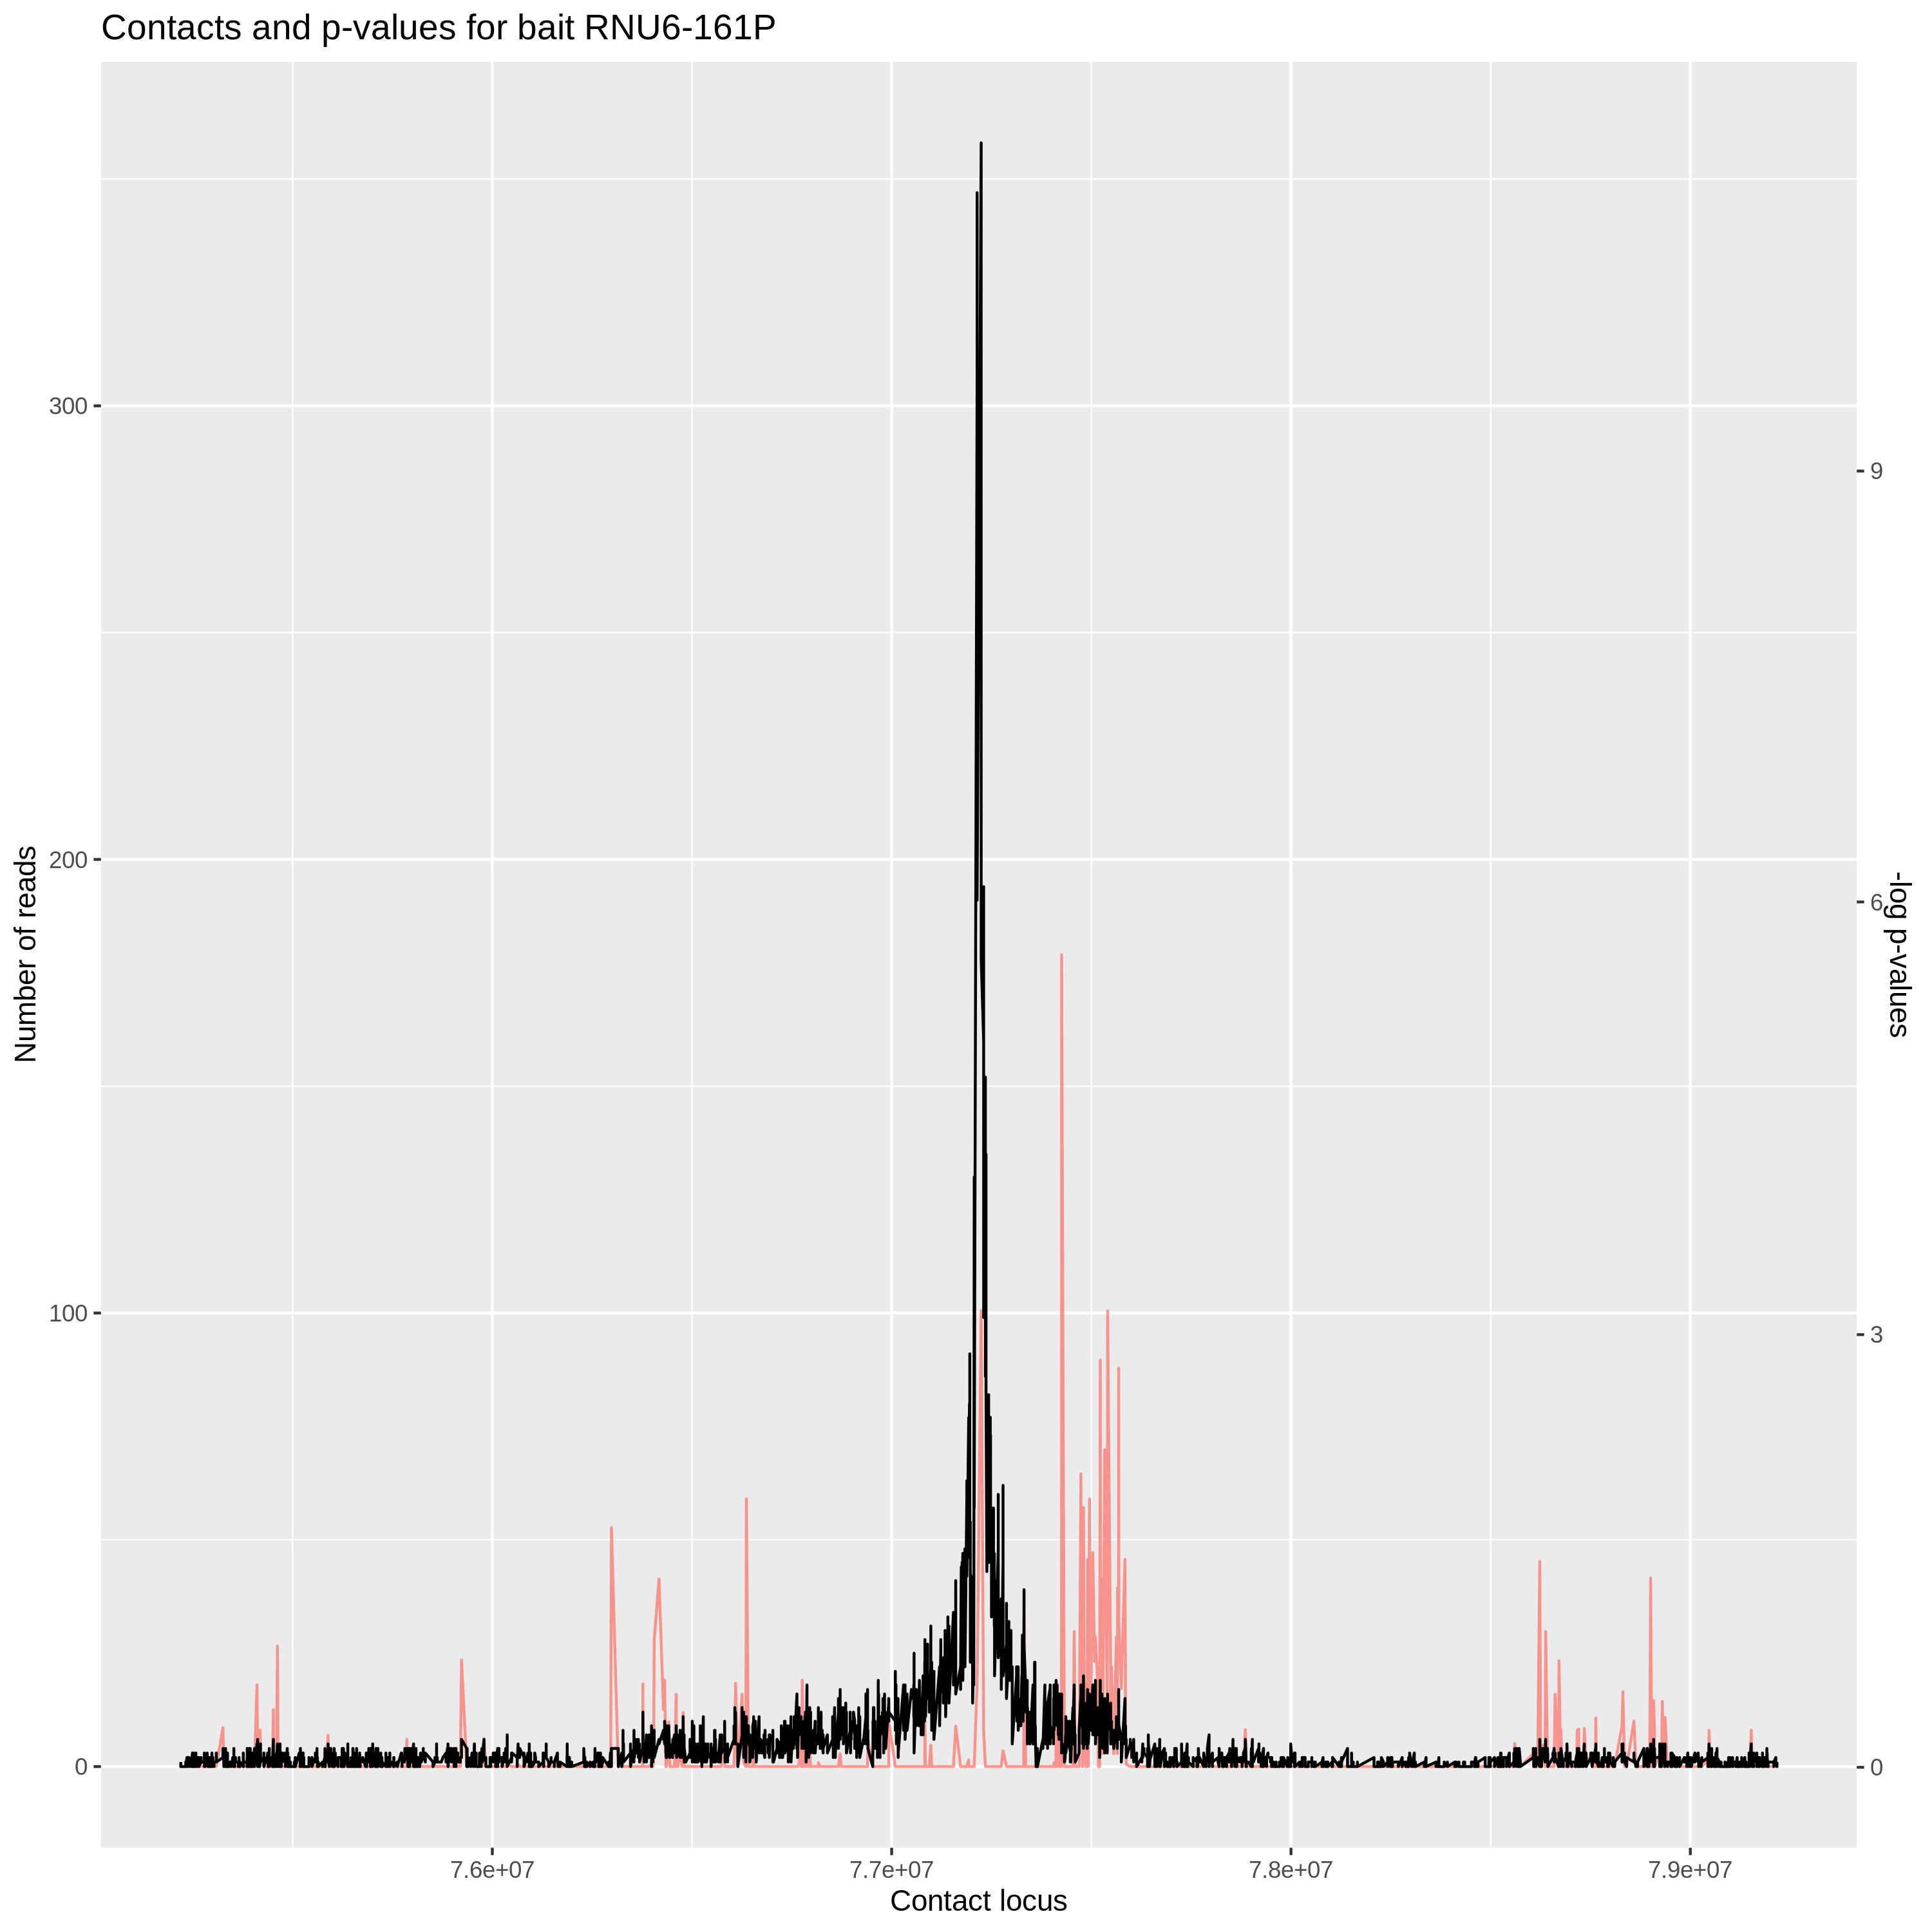 Contacts and p-values for bait RNU6-161P
Number of reads
300
200
100
0
9
6
3
0
-log p-values
7.6e+07 7.7e+07 7.8e+07 7.9e+07
Contact locus